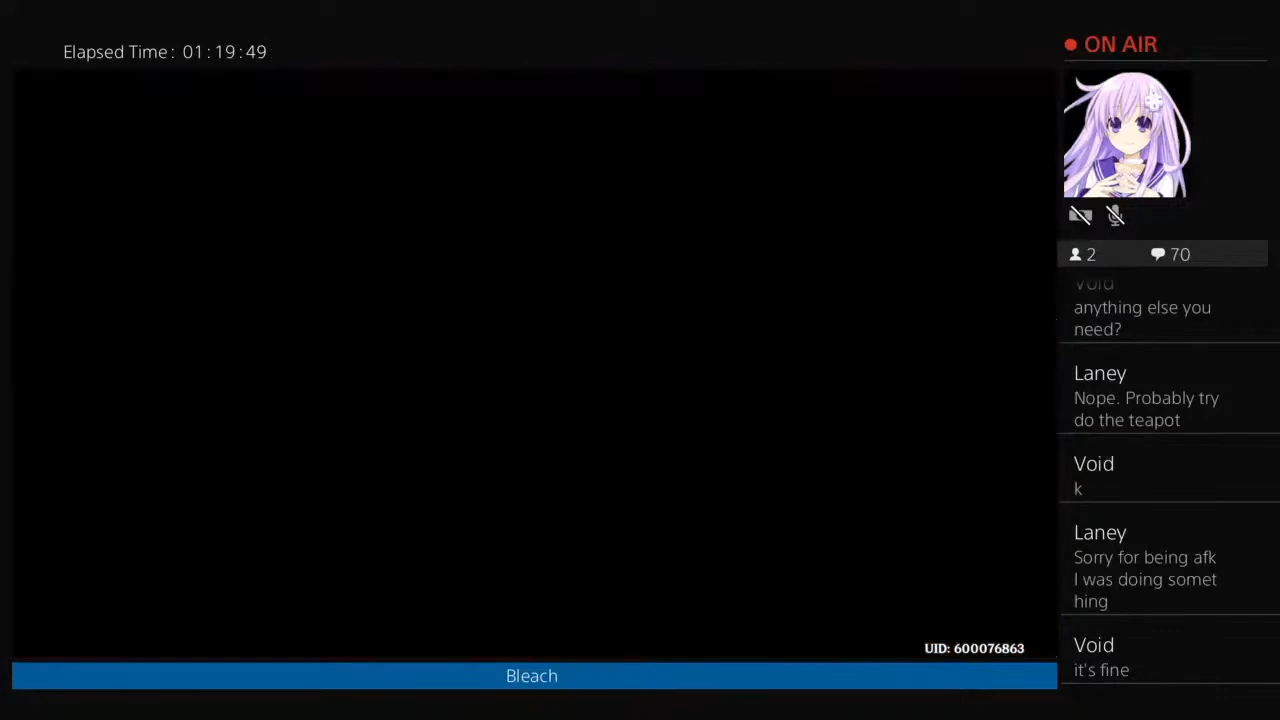 Elapsed Time: 01:19:49
ON AIR
2
70
Void
anything else you
need?
Laney
Nope. Probably try
do the teapot
Void
k
Laney
Sorry for being afk
I was doing somet
hing
Void
it's fine
UID: 600076863
Bleach